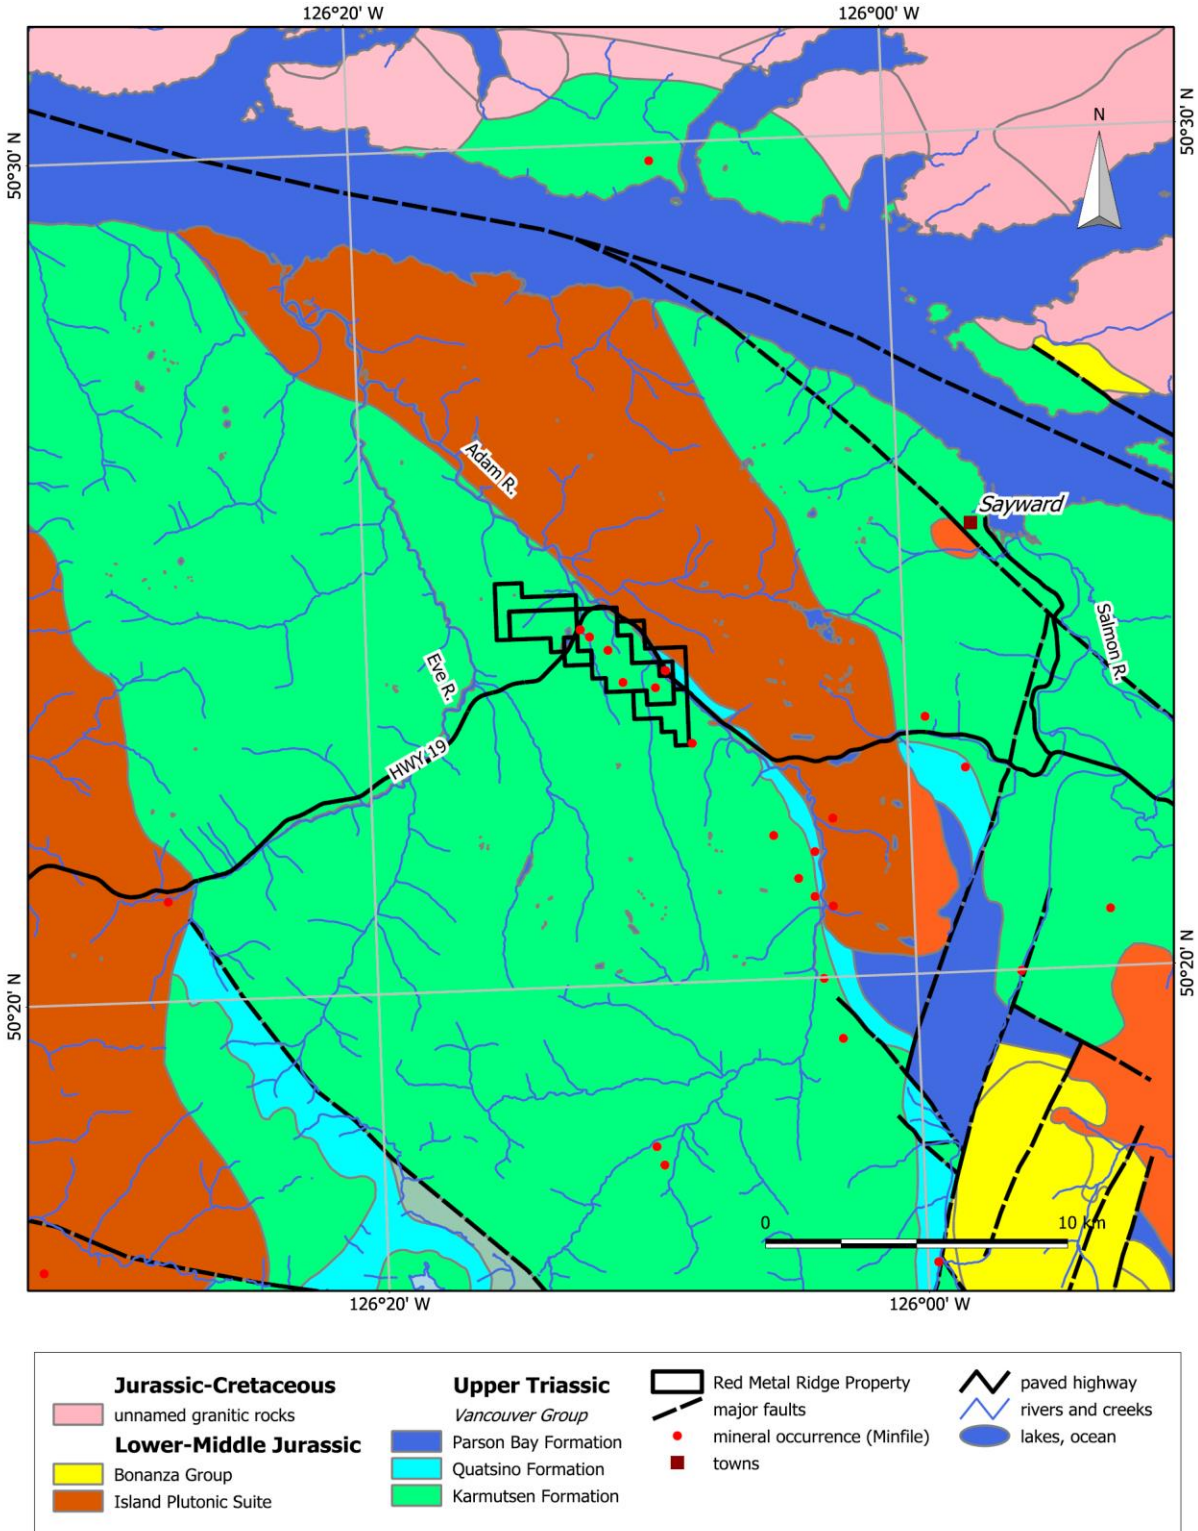 126°20' W
126°00' W
50°30' N
50°30' N
N
Adam R.
Sayward
Salmon R.
Eve R.
HWY 19
50°20' N
50°20' N
0
10 km
126°20' W
126°00' W
Jurassic-Cretaceous
unnamed granitic rocks
Lower-Middle Jurassic
Bonanza Group
Island Plutonic Suite
Upper Triassic
Vancouver Group
Parson Bay Formation
Quatsino Formation
Karmutsen Formation
Red Metal Ridge Property
major faults
mineral occurrence (Minfile)
towns
paved highway
rivers and creeks
lakes, ocean